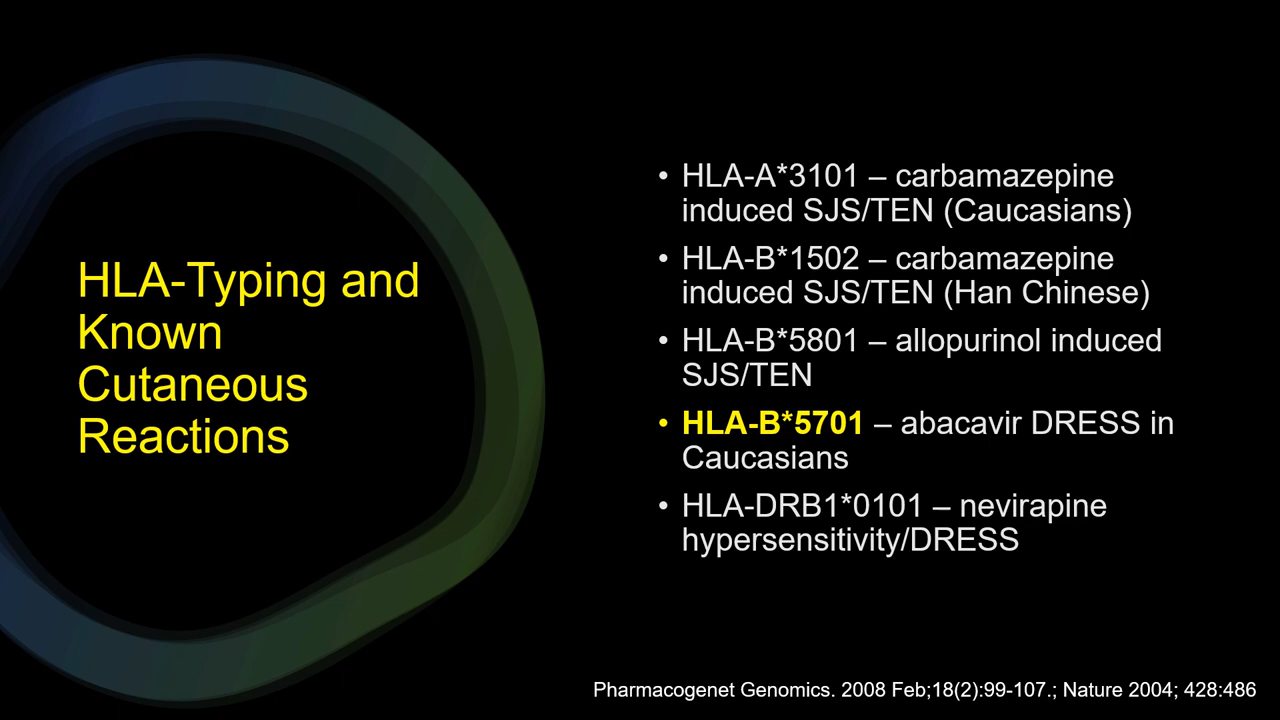 HLA-Typing and
Known
Cutaneous
Reactions
• HLA-A*3101 – carbamazepine
induced SJS/TEN (Caucasians)
• HLA-B*1502 – carbamazepine
induced SJS/TEN (Han Chinese)
• HLA-B*5801 – allopurinol induced
SJS/TEN
• HLA-B*5701 – abacavir DRESS in
Caucasians
• HLA-DRB1*0101 – nevirapine
hypersensitivity/DRESS
Pharmacogenet Genomics. 2008 Feb;18(2):99-107.; Nature 2004; 428:486